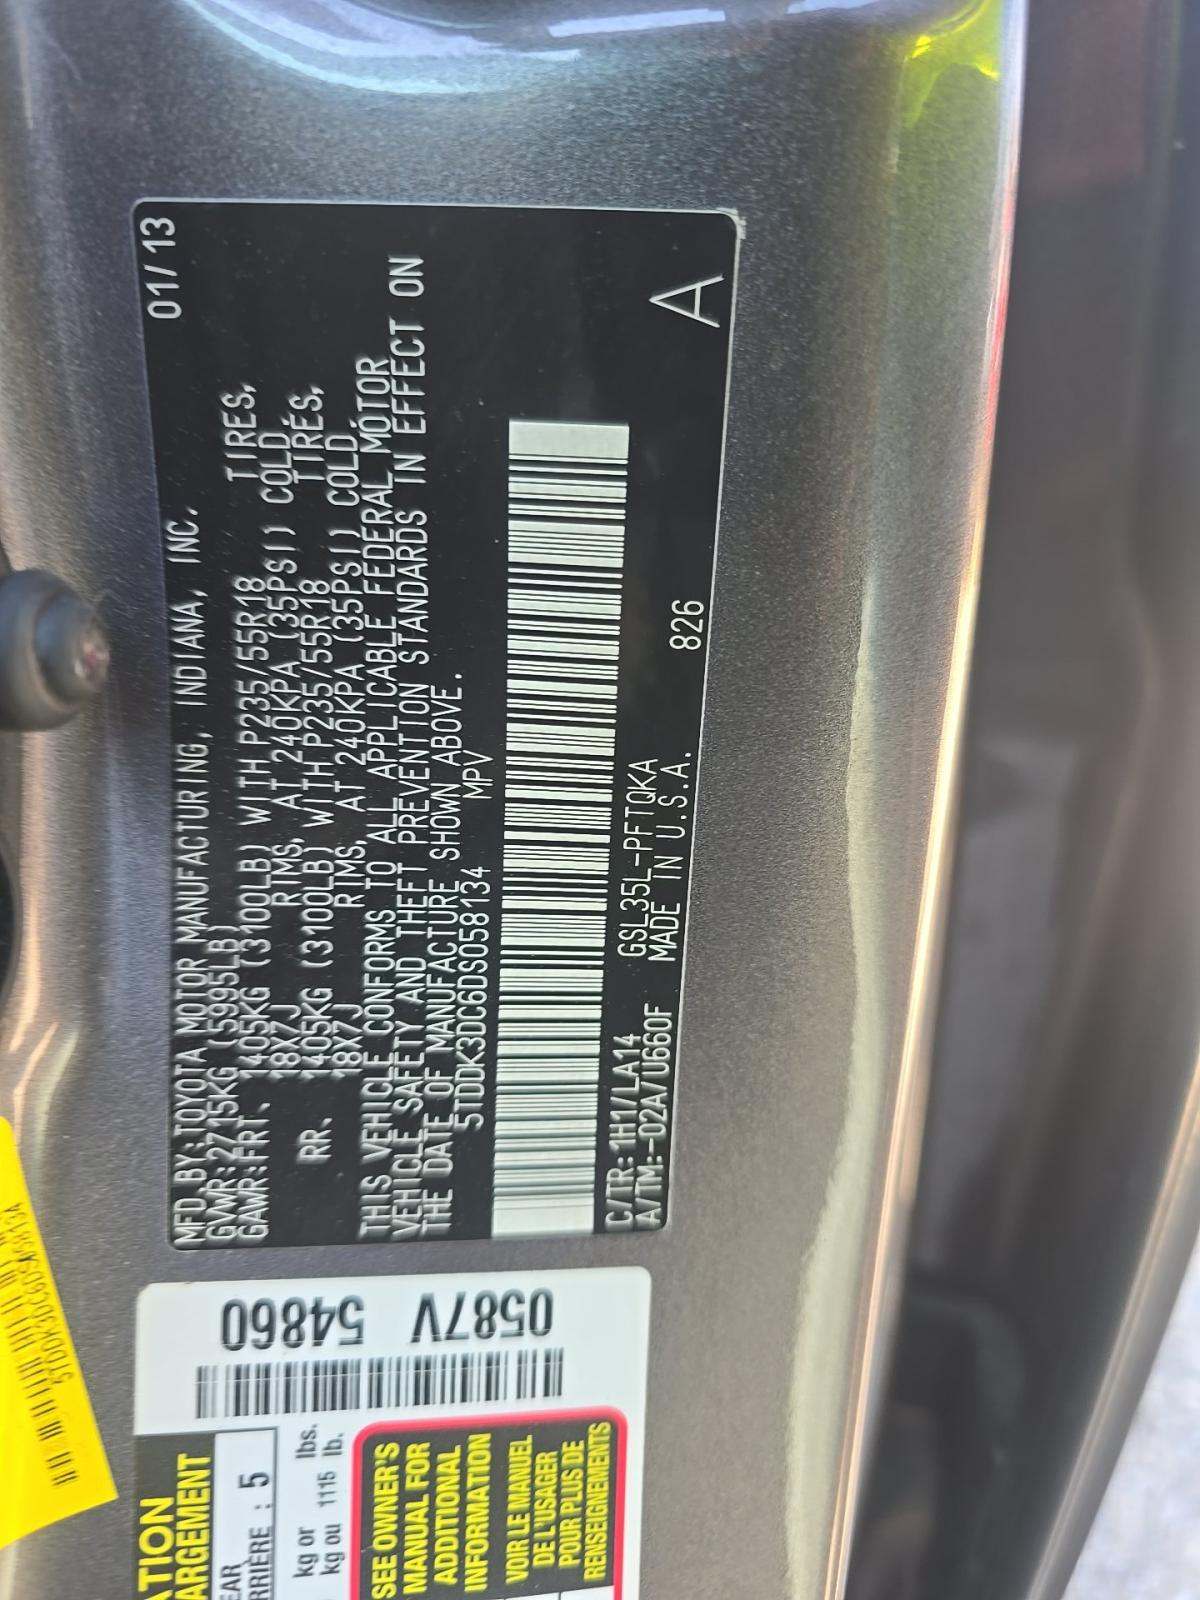 01/13
MFD.BY:TOYOTA MOTOR MANUFACTURING, INDIANA, INC.
GVWR:2715KG (5995LB)
GAWR:FRT. 1405KG (3100LB) WITH P235/55R18 TIRES,
18X7J RIMS, AT 240KPA (35PSI) COLD.
RR. 1405KG (3100LB) WITH P235/55R18 TIRES,
18X7J RIMS, AT 240KPA (35PSI) COLD.
THIS VEHICLE CONFORMS TO ALL APPLICABLE FEDERAL MOTOR
VEHICLE SAFETY AND THEFT PREVENTION STANDARDS IN EFFECT ON
THE DATE OF MANUFACTURE SHOWN ABOVE.
5TDDK3DC6DS058134 MPV
C/TR:1H1/LA14 GSL35L-PFTQKA 826
A/TM:-02A/U660F MADE IN U.S.A. A
0587V 54860
ATION
ARGEMENT
EAR
RRIÈRE : 5
kg or lbs.
kg ou 1115 lb.
SEE OWNER'S
MANUAL FOR
ADDITIONAL
INFORMATION
VOIR LE MANUEL
DE L'USAGER
POUR PLUS DE
RENSEIGNEMENTS
5TDDK3DC6DS058134